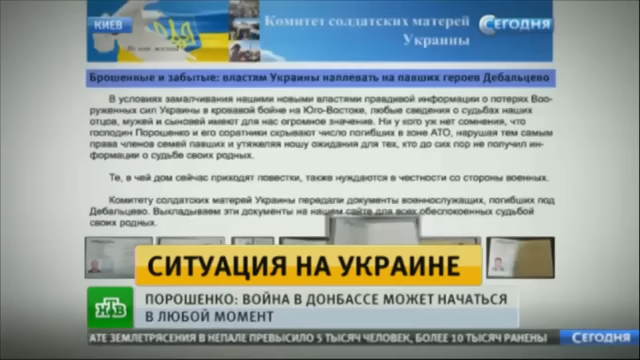 КИЕВ
СЕГОДНЯ
Комитет солдатских матерей
Украины
Брошенные и забытые: властям Украины наплевать на павших героев Дебальцево
В условиях замалчивания нашими новыми властями правдивой информации о потерях Воо-
руженных сил Украины в кровавой бойне на Юго-Востоке, любые сведения о судьбах наших
отцов, мужей и сыновей имеют для нас огромное значение. Ни у кого уж нет сомнения, что
господин Порошенко и его соратники скрывают число погибших в зоне АТО, нарушая тем самым
права членов семей павших и утяжеляя ношу ожидания для тех, кто до сих пор не получил ин-
формации о судьбе своих родных.
Те, в чей дом сейчас приходят повестки, также нуждаются в честности со стороны военных.
Комитету солдатских матерей Украины передали документы военнослужащих, погибших под
Дебальцево. Выкладываем эти документы на нашем сайте для всех обеспокоенных судьбой
своих родных.
СИТУАЦИЯ НА УКРАИНЕ
НТВ
ПОРОШЕНКО: ВОЙНА В ДОНБАССЕ МОЖЕТ НАЧАТЬСЯ
В ЛЮБОЙ МОМЕНТ
АТЕ ЗЕМЛЕТРЯСЕНИЯ В НЕПАЛЕ ПРЕВЫСИЛО 5 ТЫСЯЧ ЧЕЛОВЕК, БОЛЕЕ 10 ТЫСЯЧ РАНЕНЫ
СЕГОДНЯ